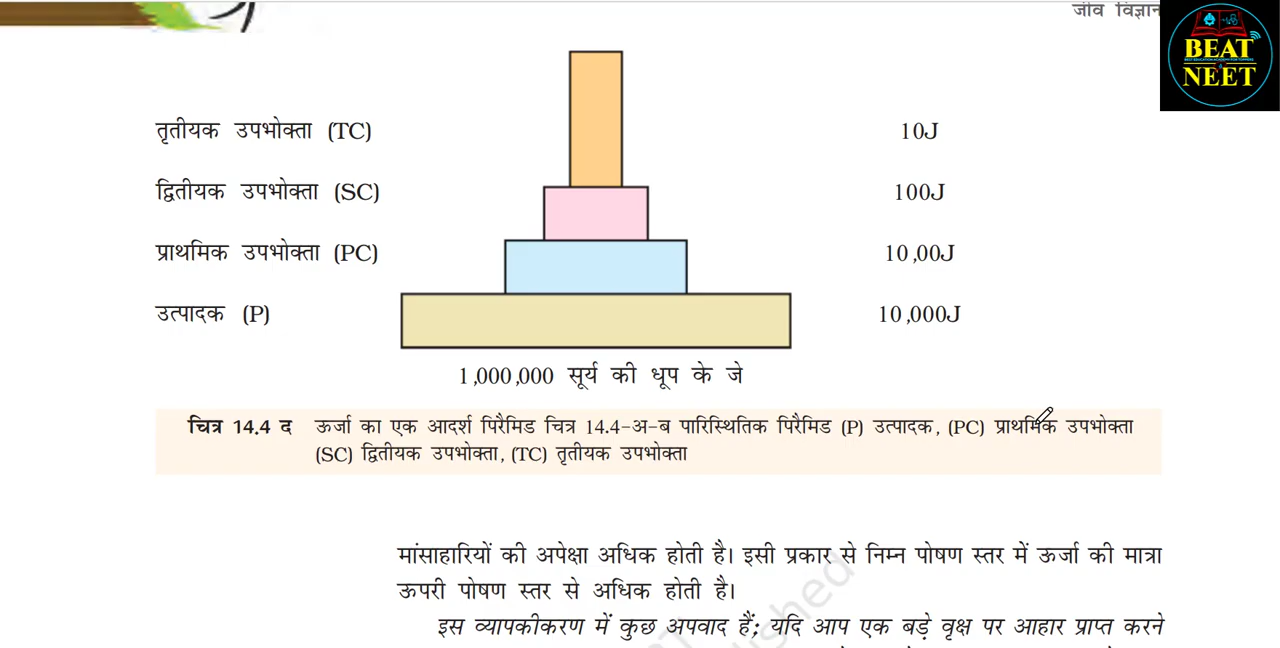 जीव विज्ञान
BEAT
NEET
तृतीयक उपभोक्ता (TC) 10J
द्वितीयक उपभोक्ता (SC) 100J
प्राथमिक उपभोक्ता (PC) 10,00J
उत्पादक (P) 10,000J
1,000,000 सूर्य की धूप के जे
चित्र 14.4 द ऊर्जा का एक आदर्श पिरैमिड चित्र 14.4-अ-ब पारिस्थितिक पिरैमिड (P) उत्पादक, (PC) प्राथमिक उपभोक्ता
(SC) द्वितीयक उपभोक्ता, (TC) तृतीयक उपभोक्ता
मांसाहारियों की अपेक्षा अधिक होती है। इसी प्रकार से निम्न पोषण स्तर में ऊर्जा की मात्रा
ऊपरी पोषण स्तर से अधिक होती है।
इस व्यापकीकरण में कुछ अपवाद हैं; यदि आप एक बड़े वृक्ष पर आहार प्राप्त करने